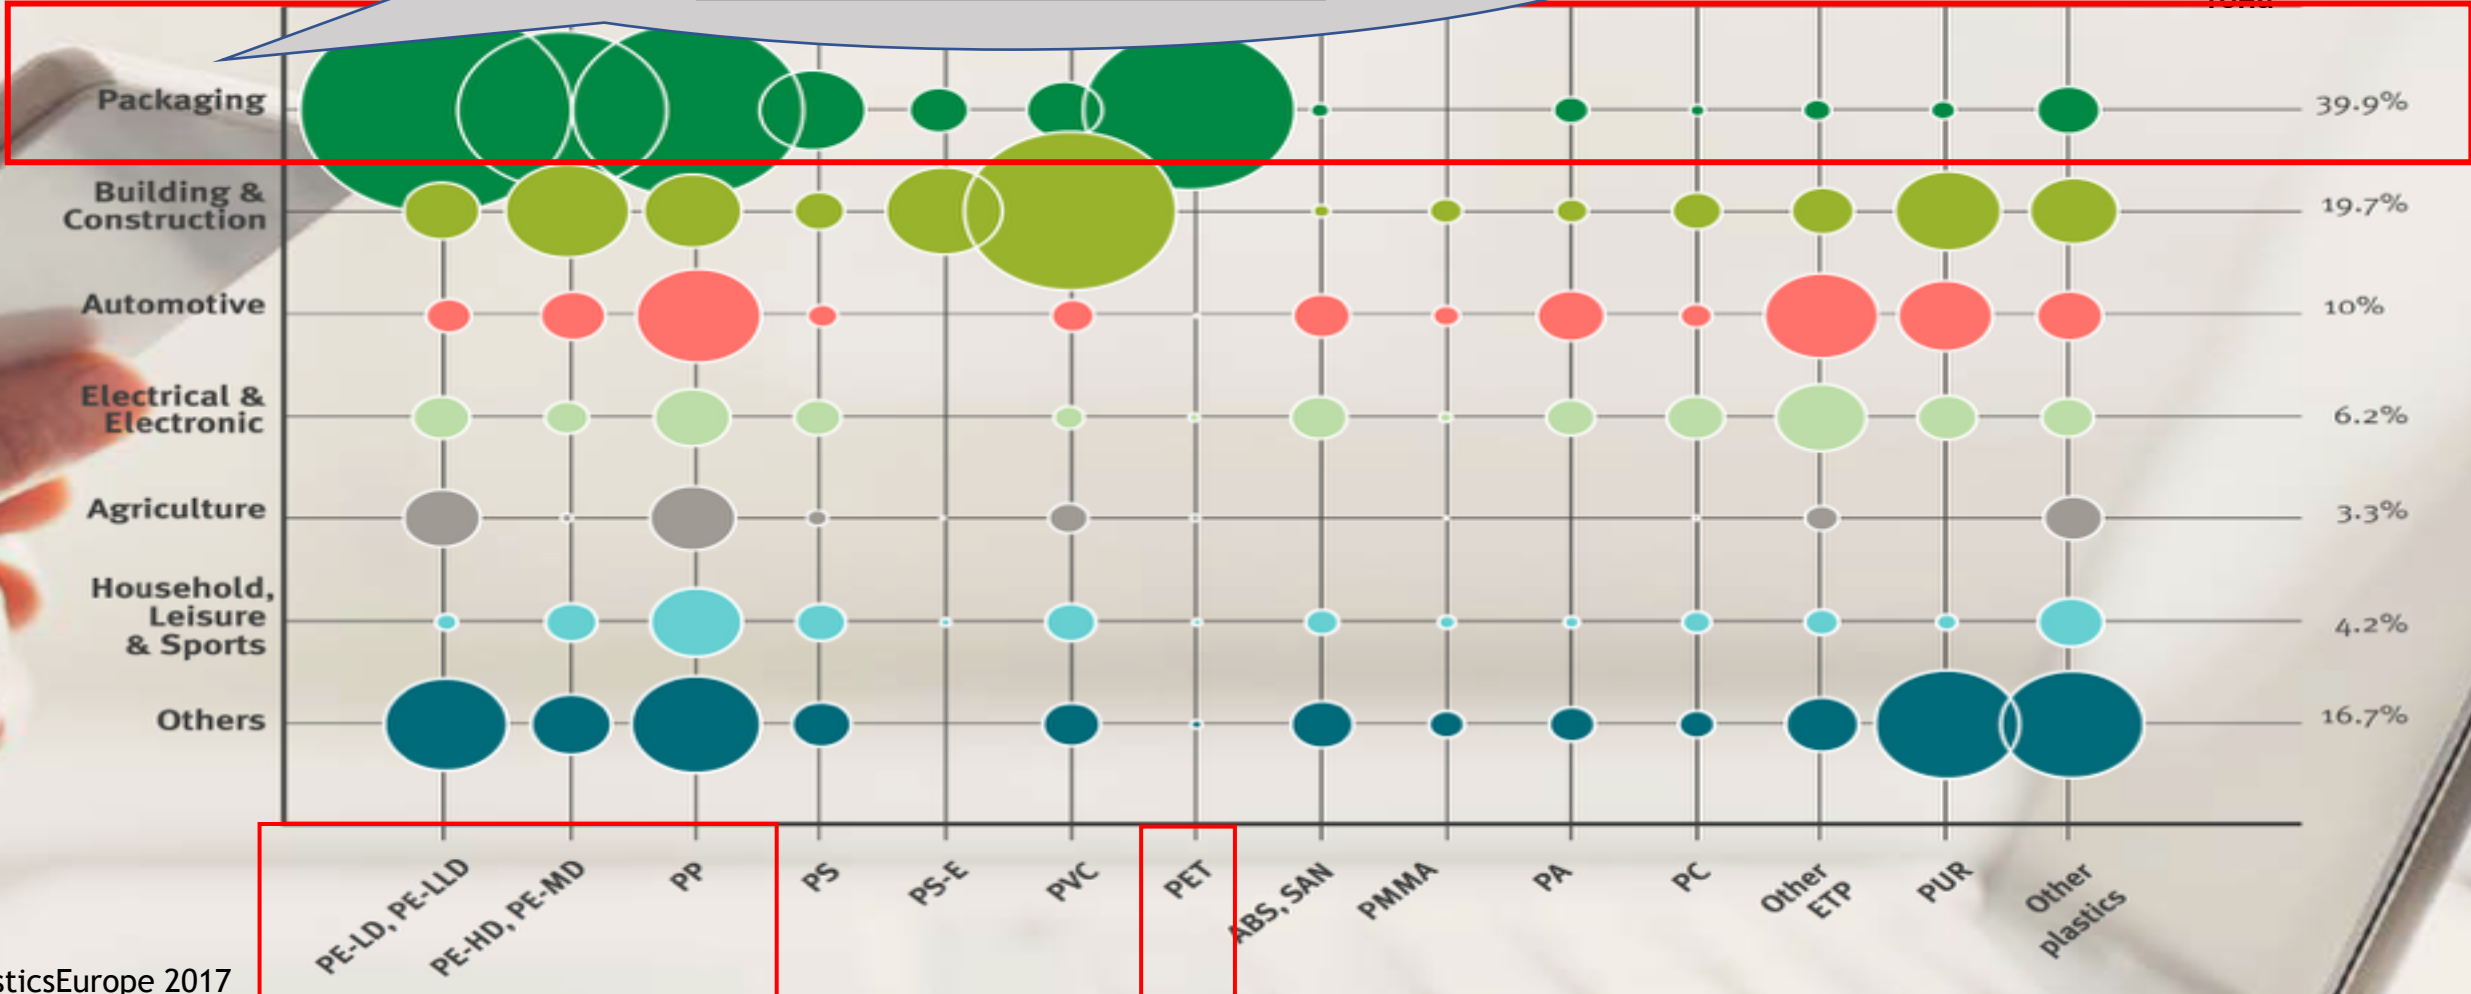 Packaging
39.9%
Building &
Construction
19.7%
Automotive
10%
Electrical &
Electronic
6.2%
Agriculture
3.3%
Household,
Leisure
& Sports
4.2%
Others
16.7%
PE-LD, PE-LLD
PE-HD, PE-MD
PP
PS
PS-E
PVC
PET
ABS, SAN
PMMA
PA
PC
Other
ETP
PUR
Other
plastics
sticsEurope 2017